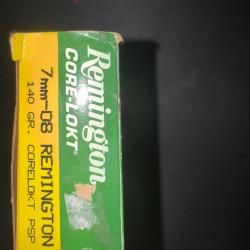 Remington
CORE-LOKT
7mm-08 REMINGTON
140 GR. CORELOKT PSP